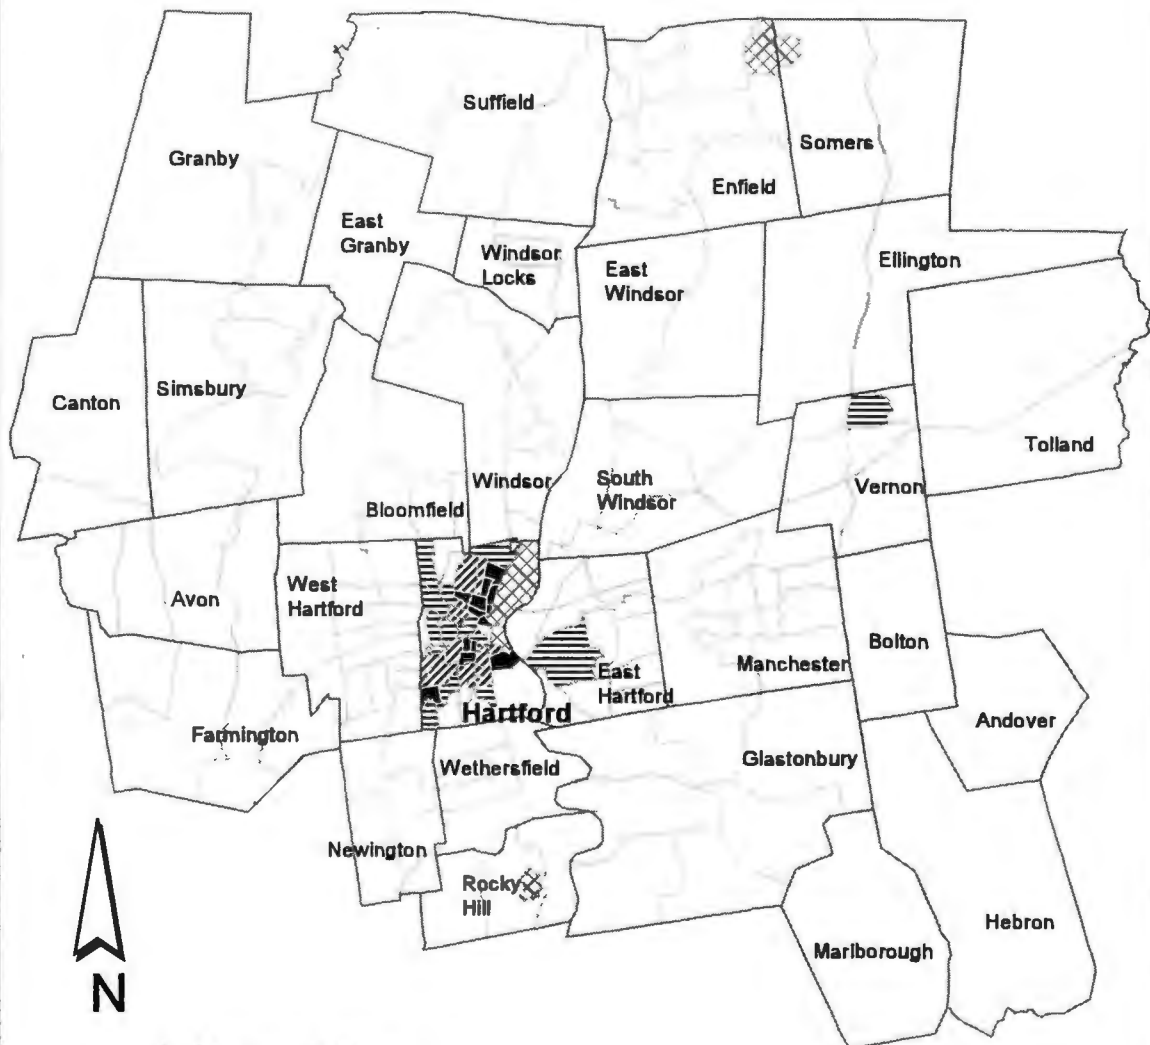 Suffield
Granby
Somers
Enfield
East
Granby
Windsor
Locks
East
Windsor
Ellington
Canton
Simsbury
Tolland
Windsor
South
Windsor
Vernon
Bloomfield
West
Hartford
Avon
Bolton
Manchester
East
Hartford
Hartford
Andover
Farmington
Wethersfield
Glastonbury
Newington
Rocky
Hill
Hebron
Marlborough
N